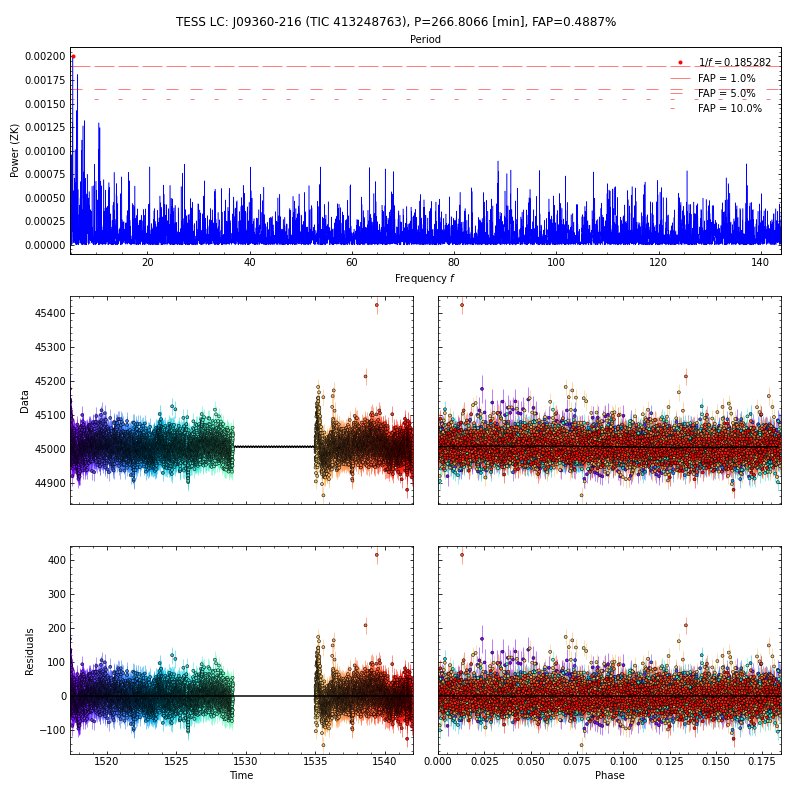 TESS LC: J09360-216 (TIC 413248763), P=266.8066 [min], FAP=0.4887%
Period
0.00200
0.00175
0.00150
0.00125
0.00100
0.00075
0.00050
0.00025
0.00000
Power (ZK)
1/f = 0.185282
FAP = 1.0%
FAP = 5.0%
FAP = 10.0%
20 40 60 80 100 120 140
Frequency f
45400
45300
45200
45100
45000
44900
Data
400
300
200
100
0
−100
Residuals
1520 1525 1530 1535 1540
Time
0.000 0.025 0.050 0.075 0.100 0.125 0.150 0.175
Phase